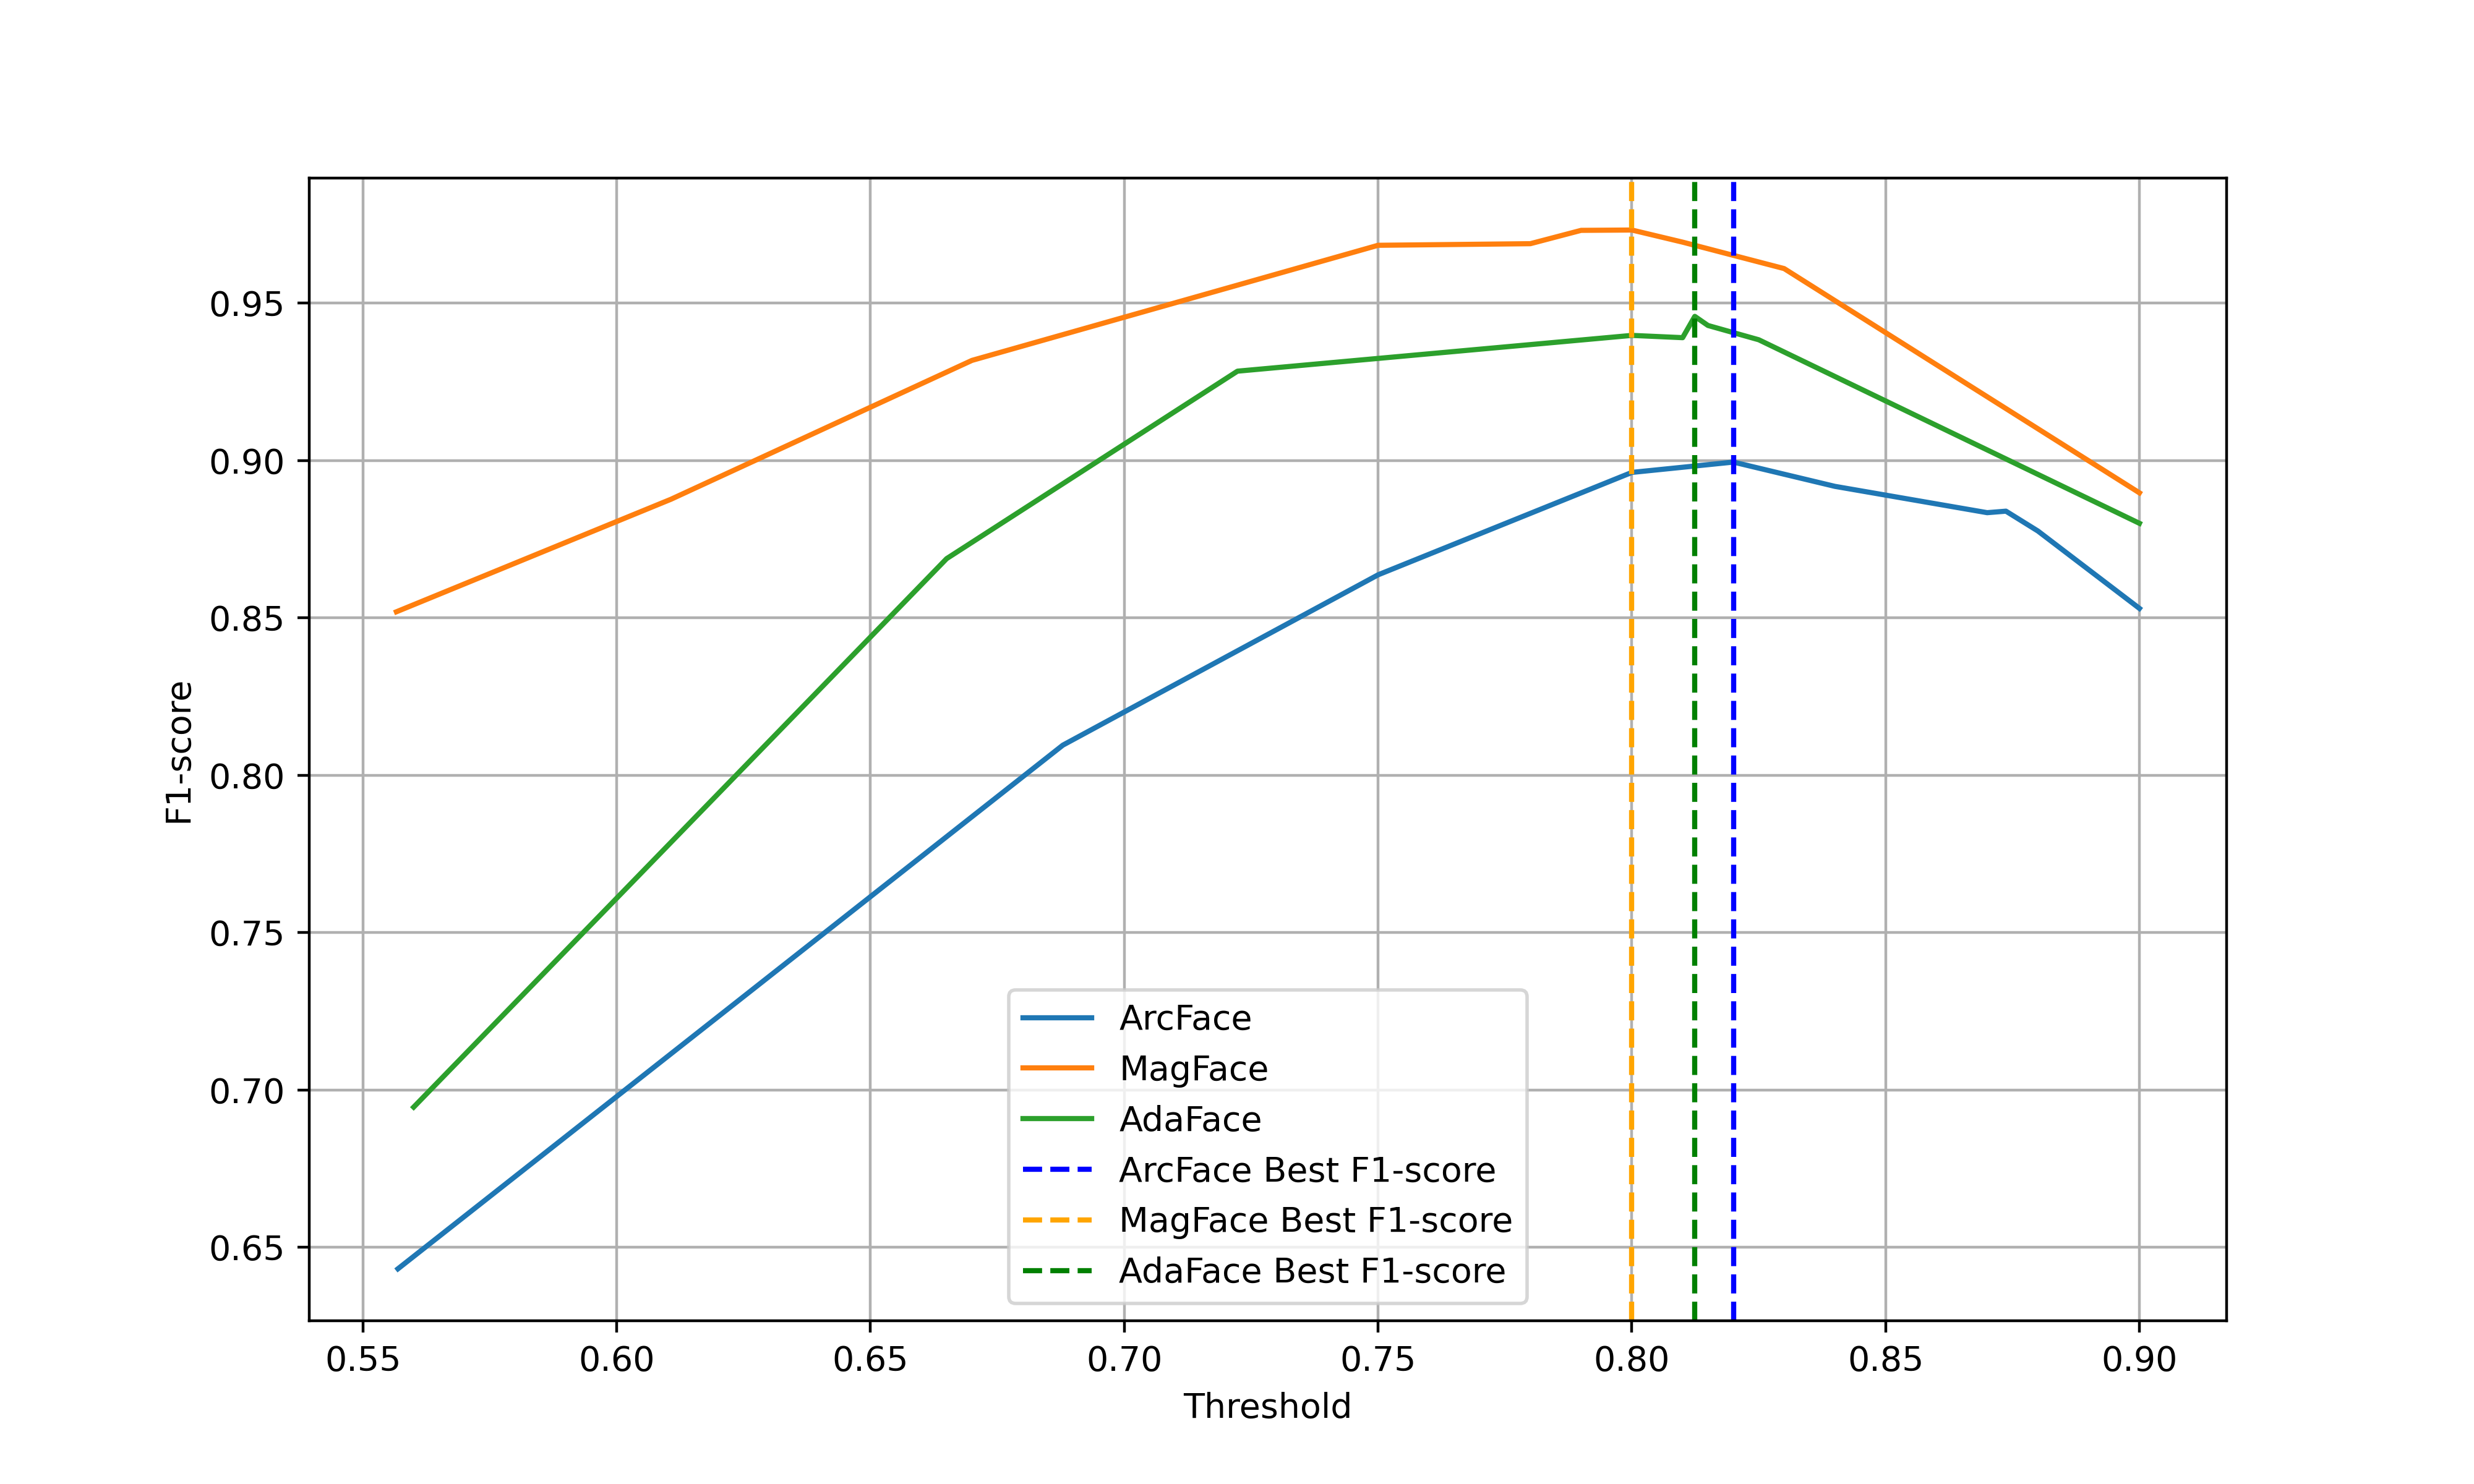 0.95
0.90
0.85
0.80
0.75
0.70
0.65
F1-score
ArcFace
MagFace
AdaFace
ArcFace Best F1-score
MagFace Best F1-score
AdaFace Best F1-score
0.55 0.60 0.65 0.70 0.75 0.80 0.85 0.90
Threshold